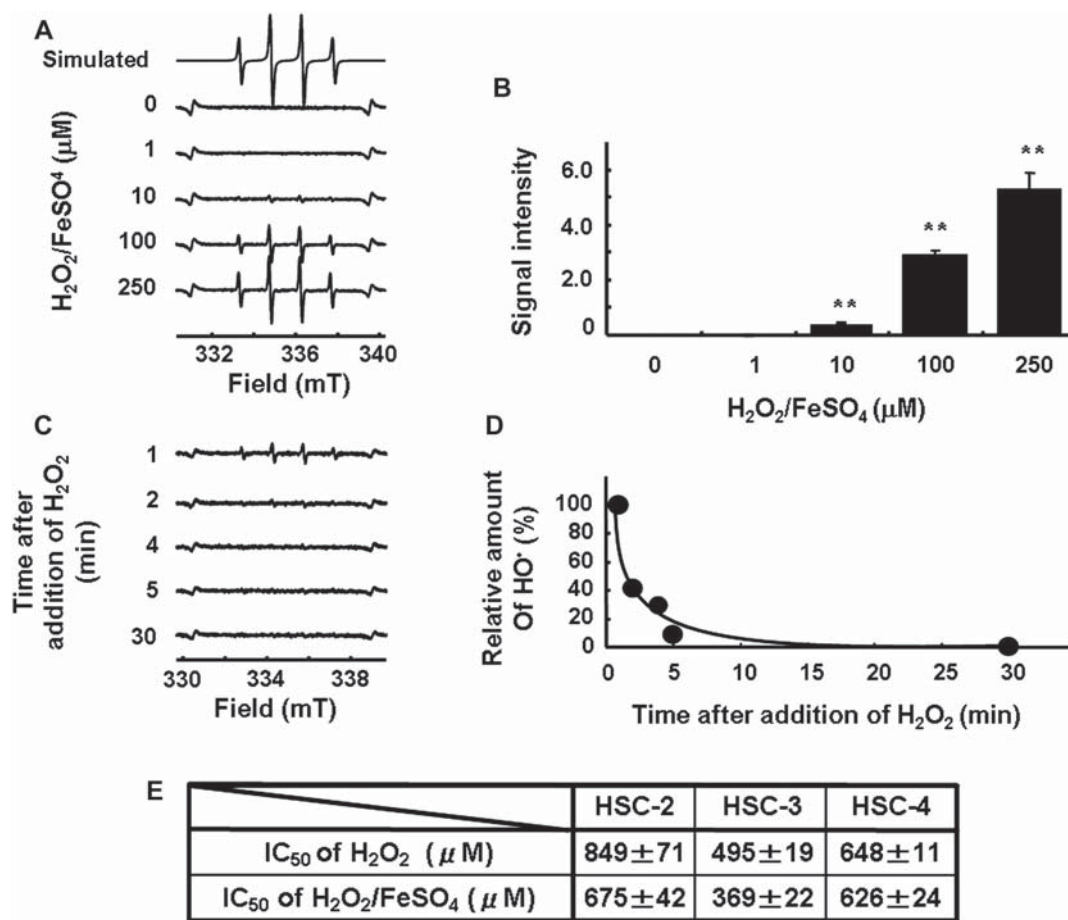 A
Simulated
0
1
10
100
250
H₂O₂/FeSO⁴ (μM)
332 336 340
Field (mT)
B
Signal intensity
6.0
4.0
2.0
0
** ** **
0 1 10 100 250
H₂O₂/FeSO₄ (μM)
C
Time after
addition of H₂O₂
(min)
1
2
4
5
30
330 334 338
Field (mT)
D
Relative amount
Of HO· (%)
100
80
60
40
20
0
0 5 10 15 20 25 30
Time after addition of H₂O₂ (min)
E
HSC-2 HSC-3 HSC-4
IC₅₀ of H₂O₂ (μM) 849±71 495±19 648±11
IC₅₀ of H₂O₂/FeSO₄ (μM) 675±42 369±22 626±24